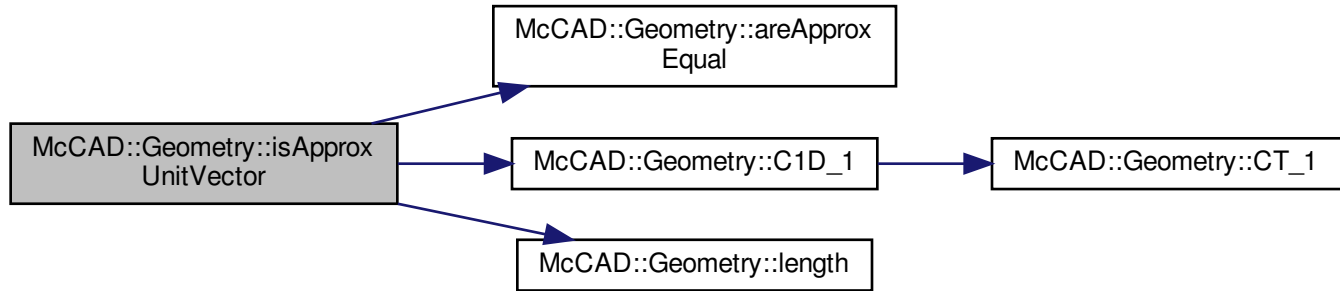 McCAD::Geometry::isApprox
UnitVector
McCAD::Geometry::areApprox
Equal
McCAD::Geometry::C1D_1
McCAD::Geometry::CT_1
McCAD::Geometry::length